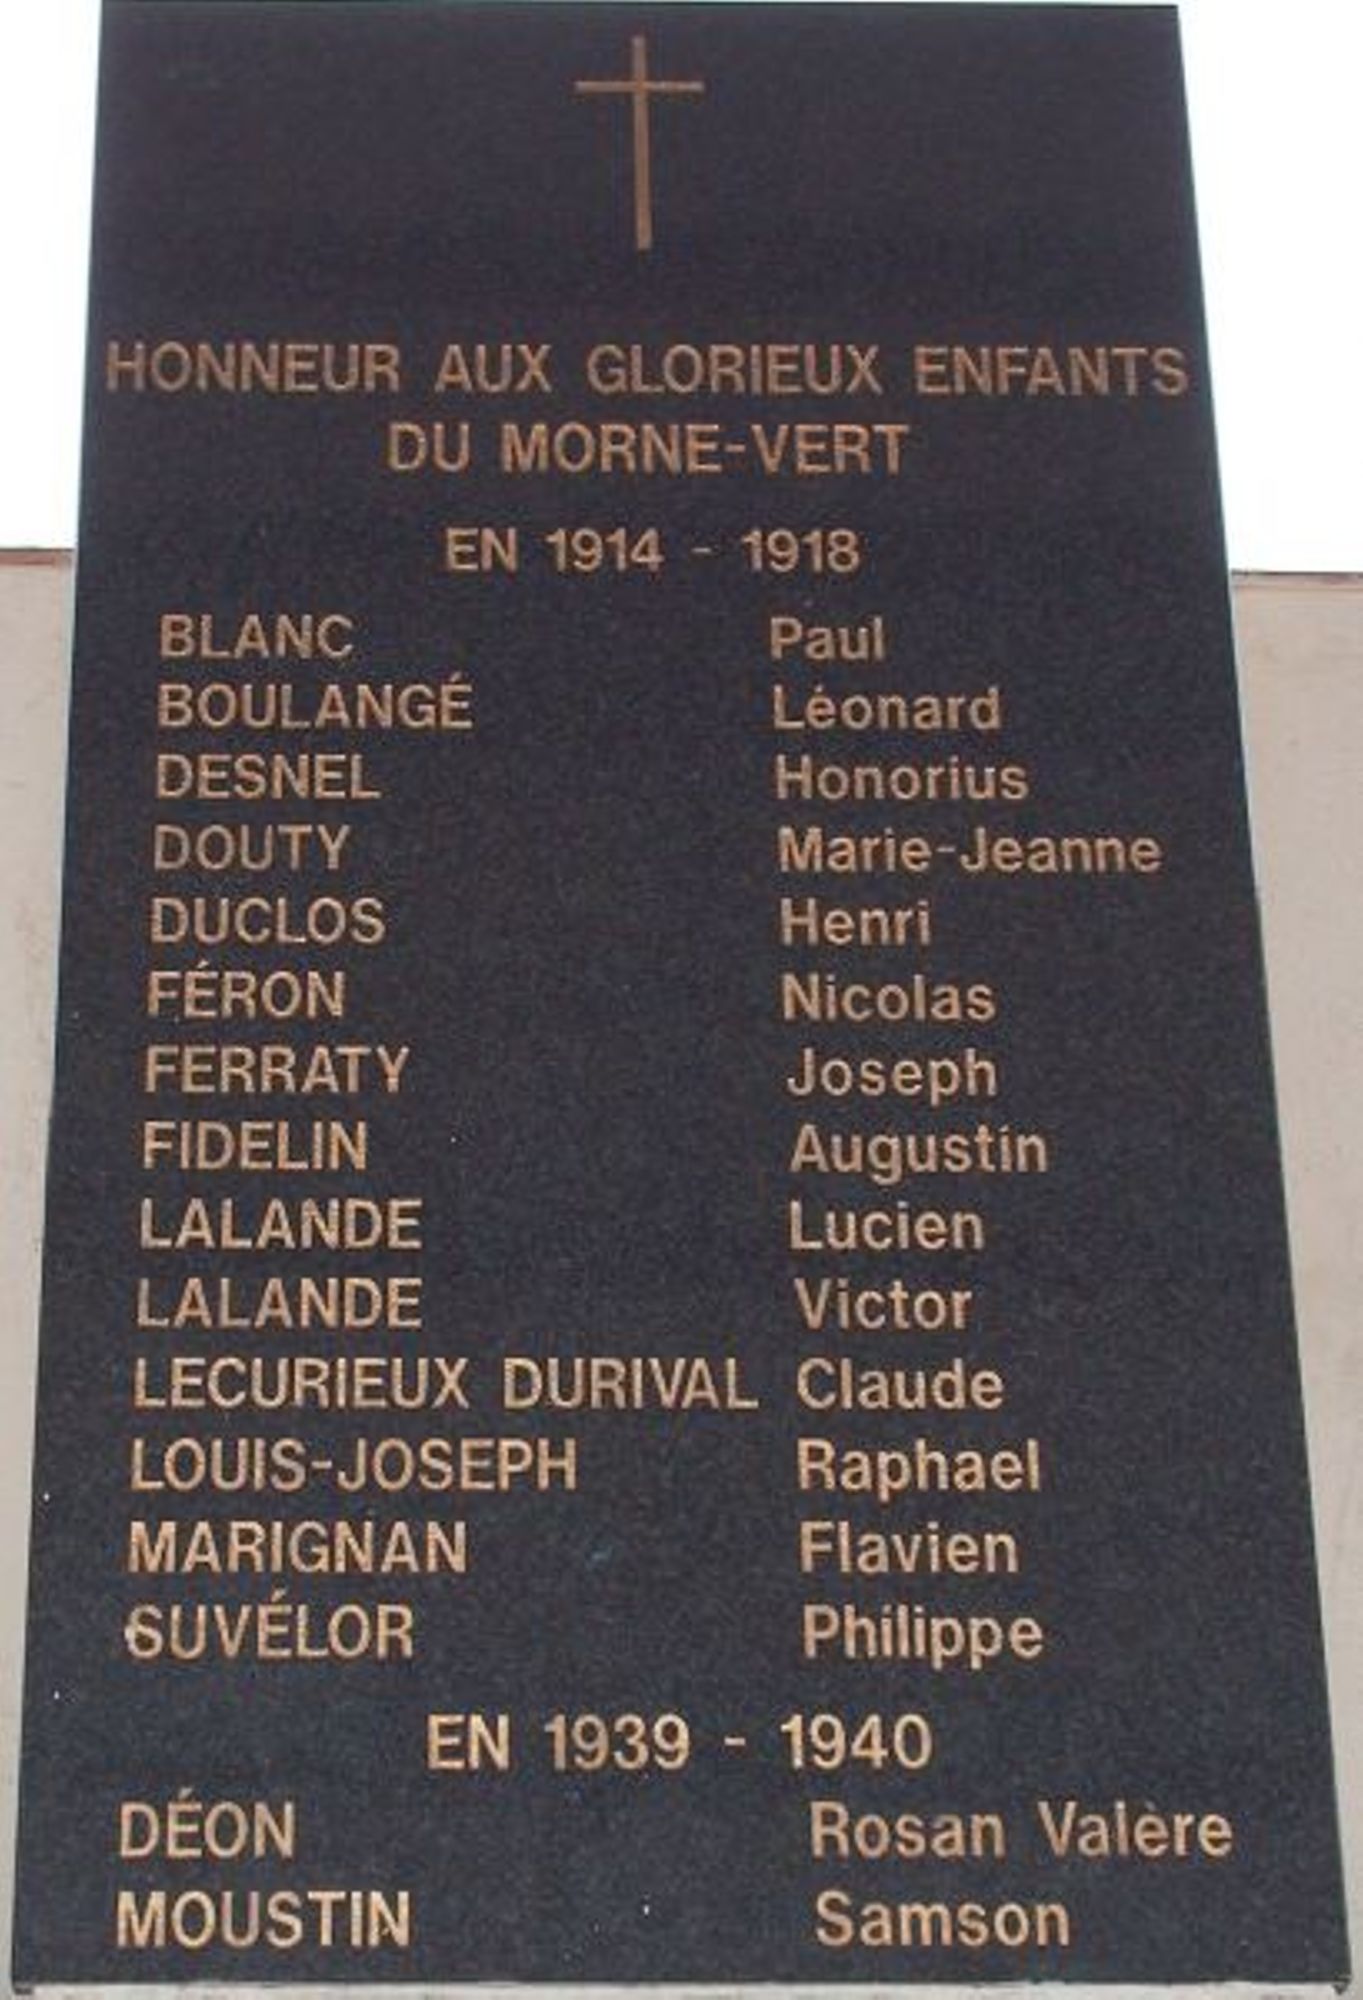 HONNEUR AUX GLORIEUX ENFANTS
DU MORNE-VERT
EN 1914 - 1918
BLANC Paul
BOULANGÉ Léonard
DESNEL Honorius
DOUTY Marie-Jeanne
DUCLOS Henri
FÉRON Nicolas
FERRATY Joseph
FIDELIN Augustin
LALANDE Lucien
LALANDE Victor
LECURIEUX DURIVAL Claude
LOUIS-JOSEPH Raphael
MARIGNAN Flavien
SUVÉLOR Philippe
EN 1939 - 1940
DÉON Rosan Valère
MOUSTIN Samson